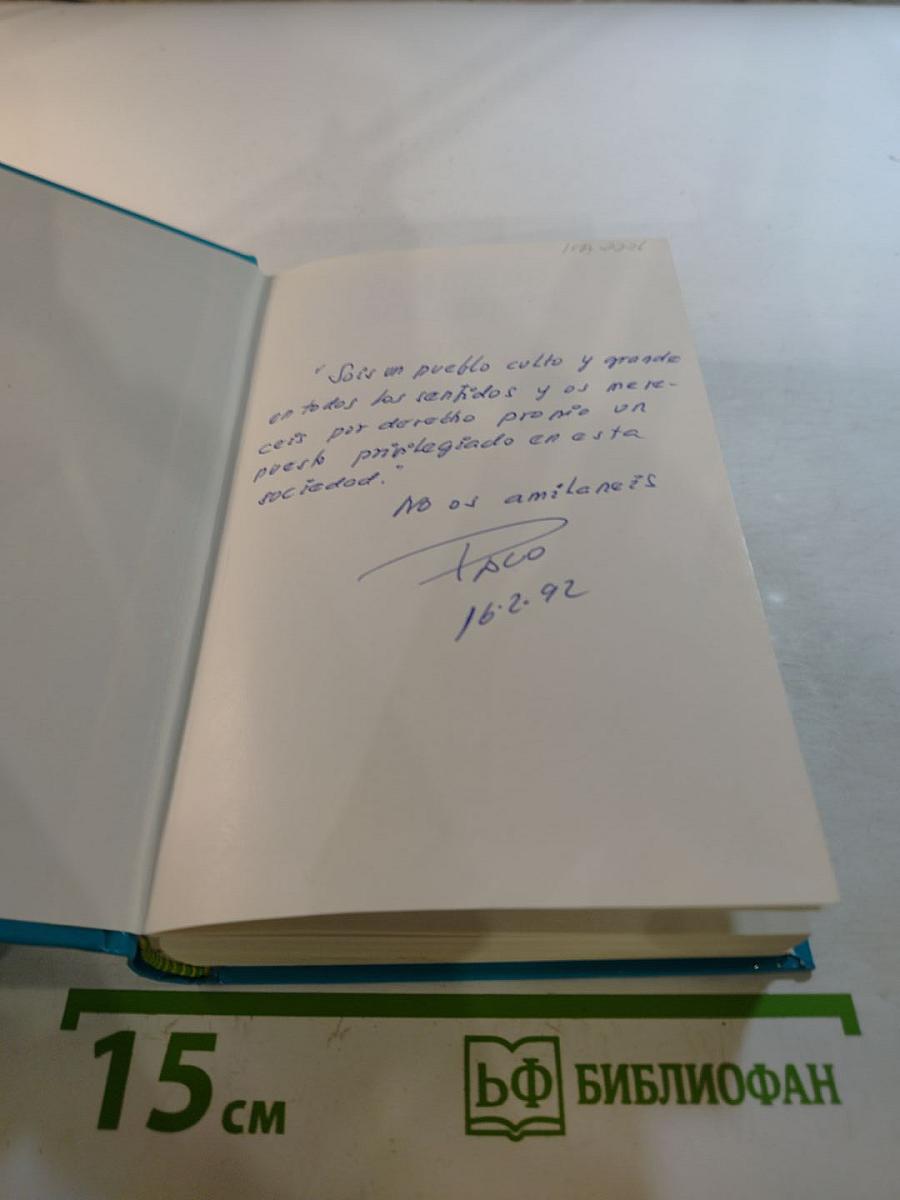 "Sois un pueblo culto y grande
en todos los sentidos y os mere-
ceis por derecho propio un
puesto privilegiado en esta
sociedad."
No os amilaneis
Paco
16.2.92
15 см
ЬФ БИБЛИОФАН